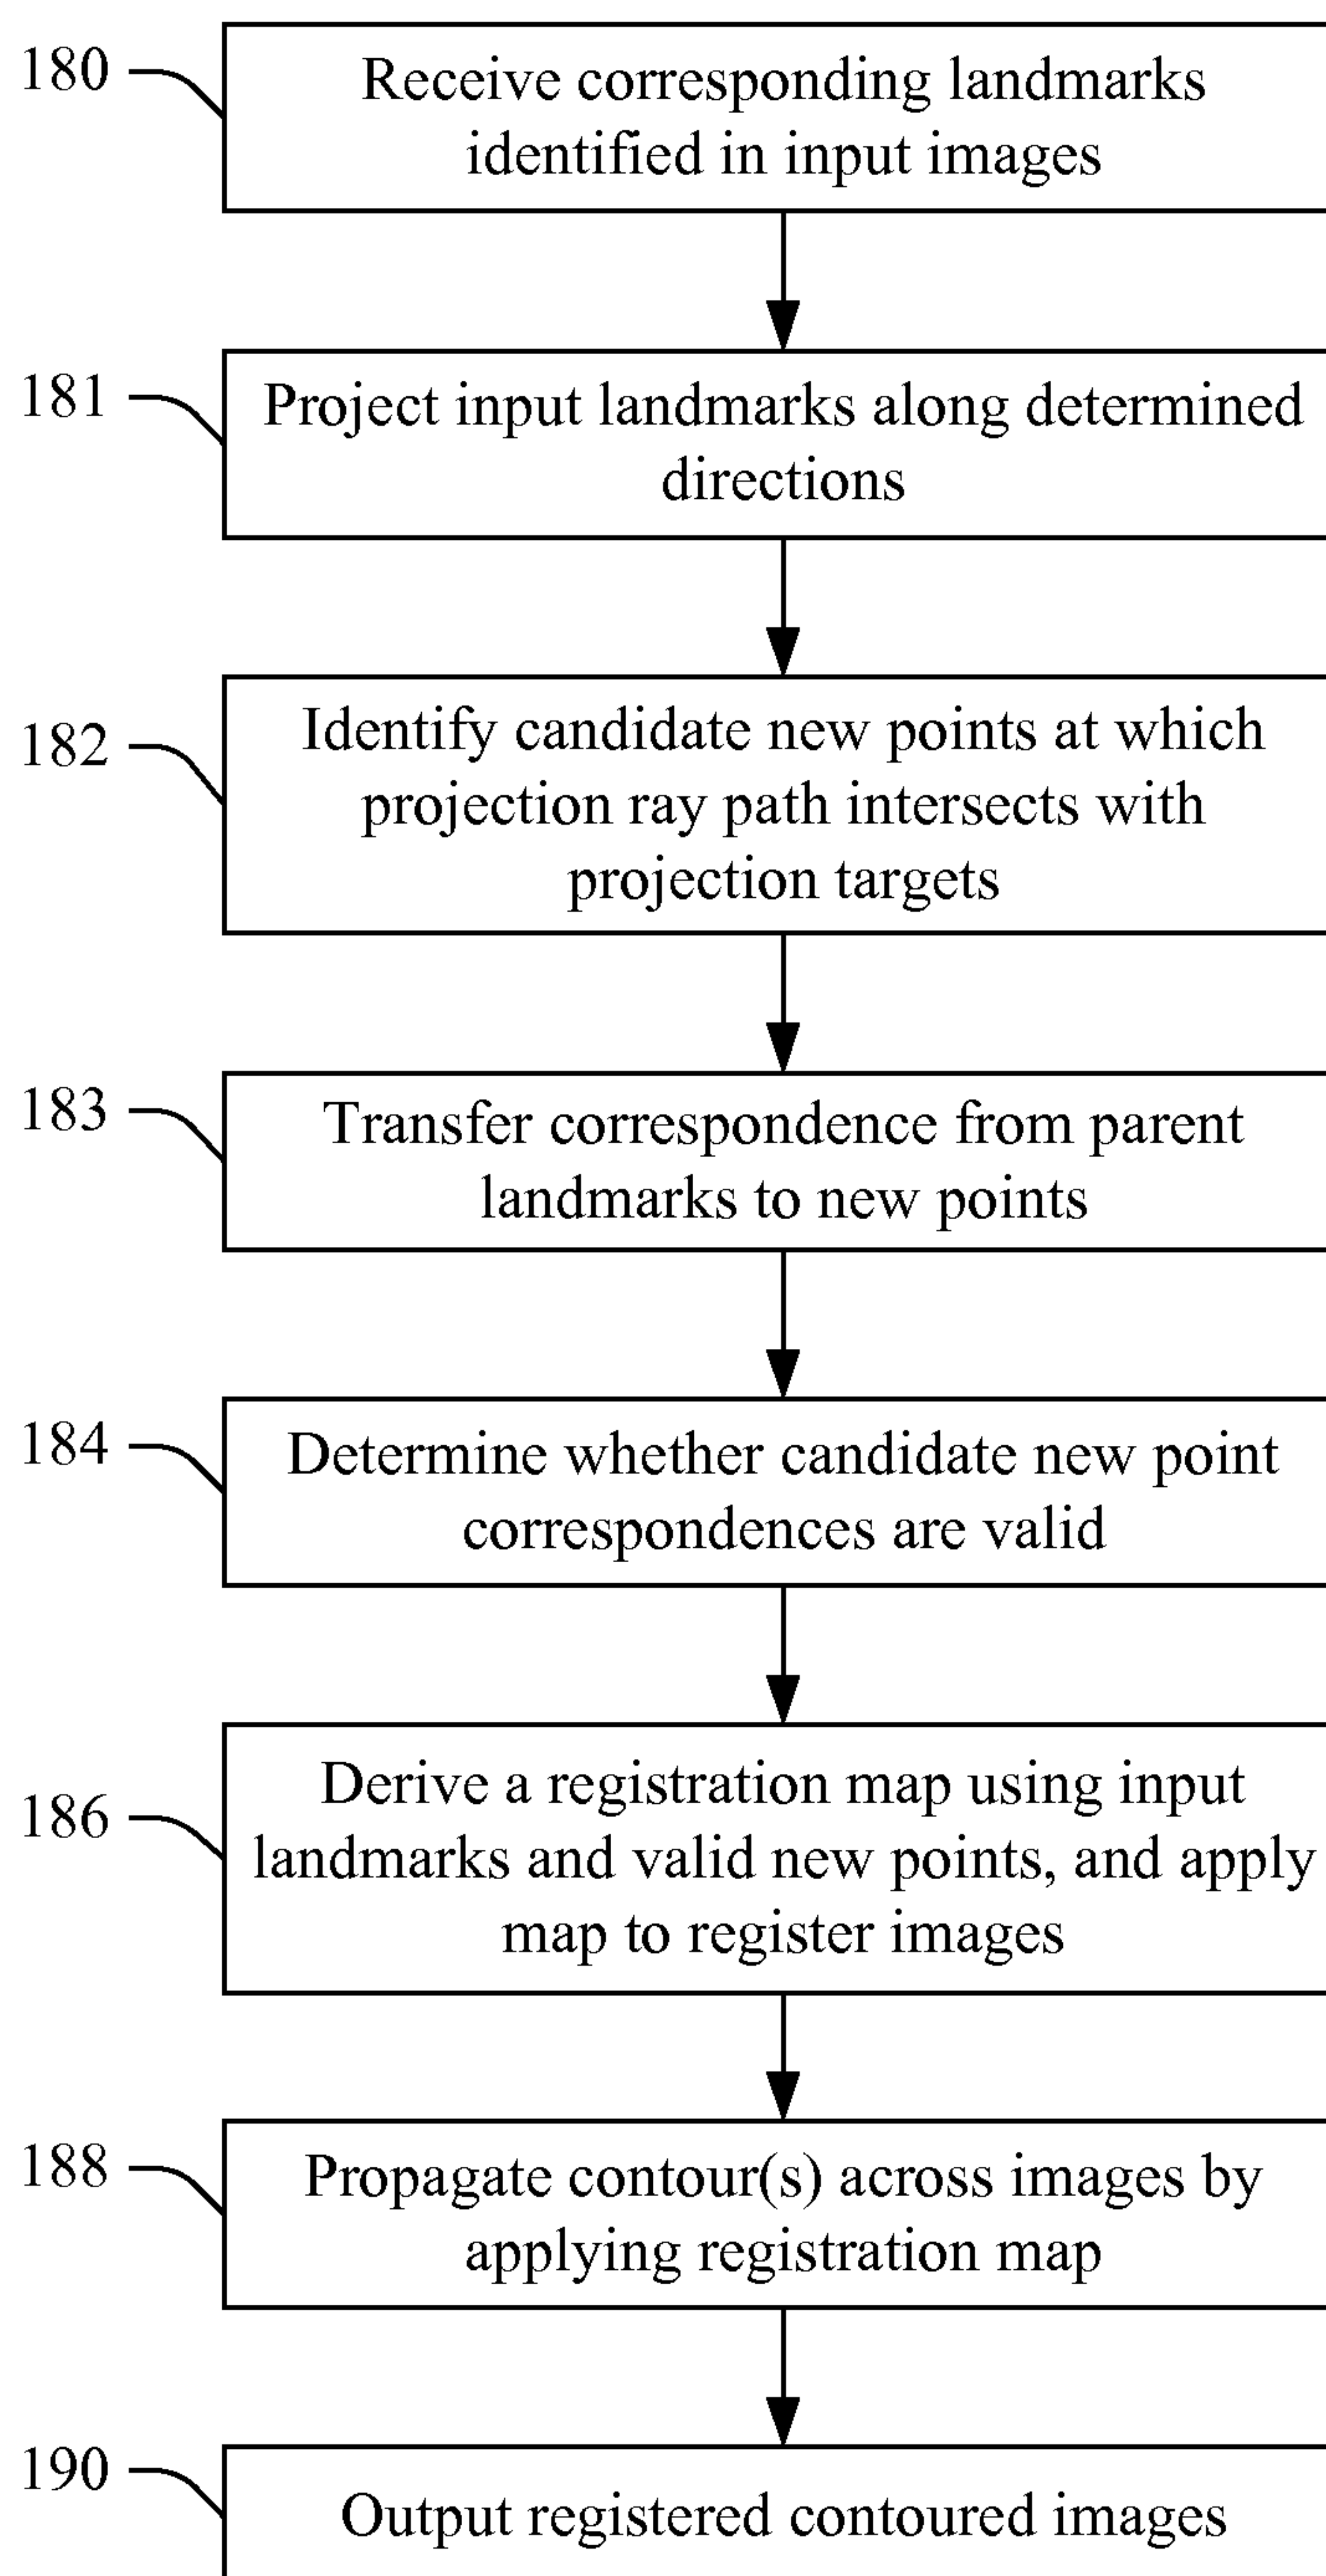 180
Receive corresponding landmarks
identified in input images
181
Project input landmarks along determined
directions
182
Identify candidate new points at which
projection ray path intersects with
projection targets
183
Transfer correspondence from parent
landmarks to new points
184
Determine whether candidate new point
correspondences are valid
186
Derive a registration map using input
landmarks and valid new points, and apply
map to register images
188
Propagate contour(s) across images by
applying registration map
190
Output registered contoured images